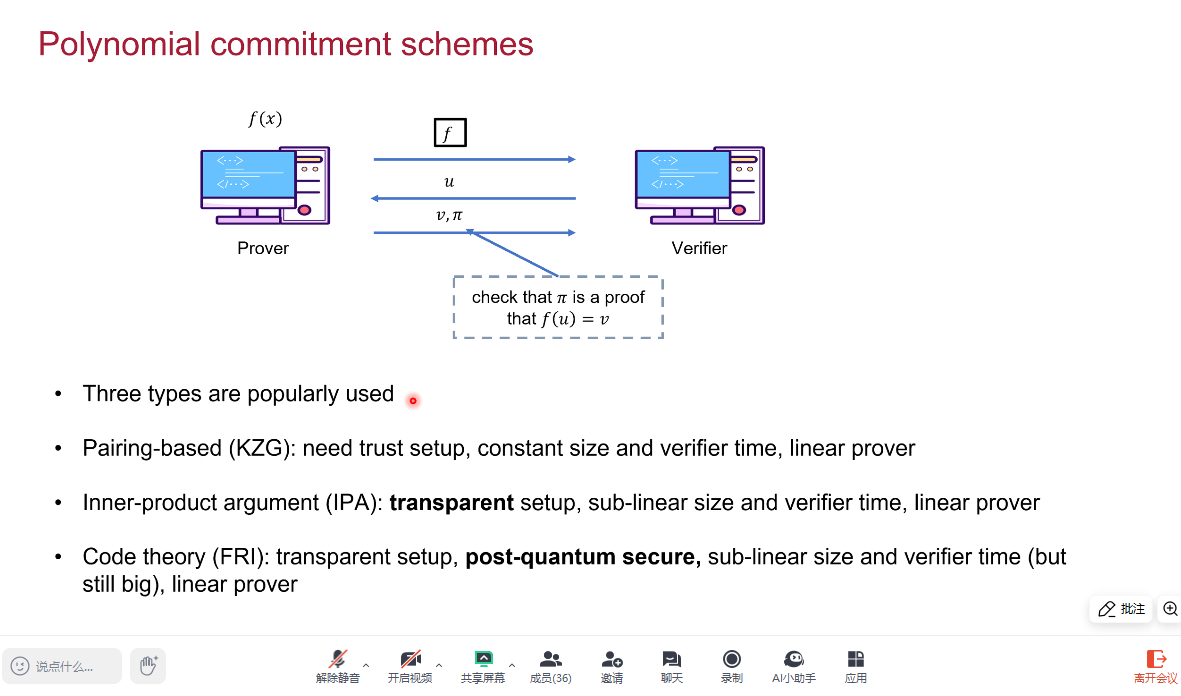 Polynomial commitment schemes
f(x)
f
u
v, π
<···>
</···>
<···>
</···>
Prover
Verifier
check that π is a proof
that f(u) = v
• Three types are popularly used
• Pairing-based (KZG): need trust setup, constant size and verifier time, linear prover
• Inner-product argument (IPA): transparent setup, sub-linear size and verifier time, linear prover
• Code theory (FRI): transparent setup, post-quantum secure, sub-linear size and verifier time (but
still big), linear prover
批注
说点什么...
解除静音
开启视频
共享屏幕
成员(36)
邀请
聊天
录制
AI小助手
应用
离开会议